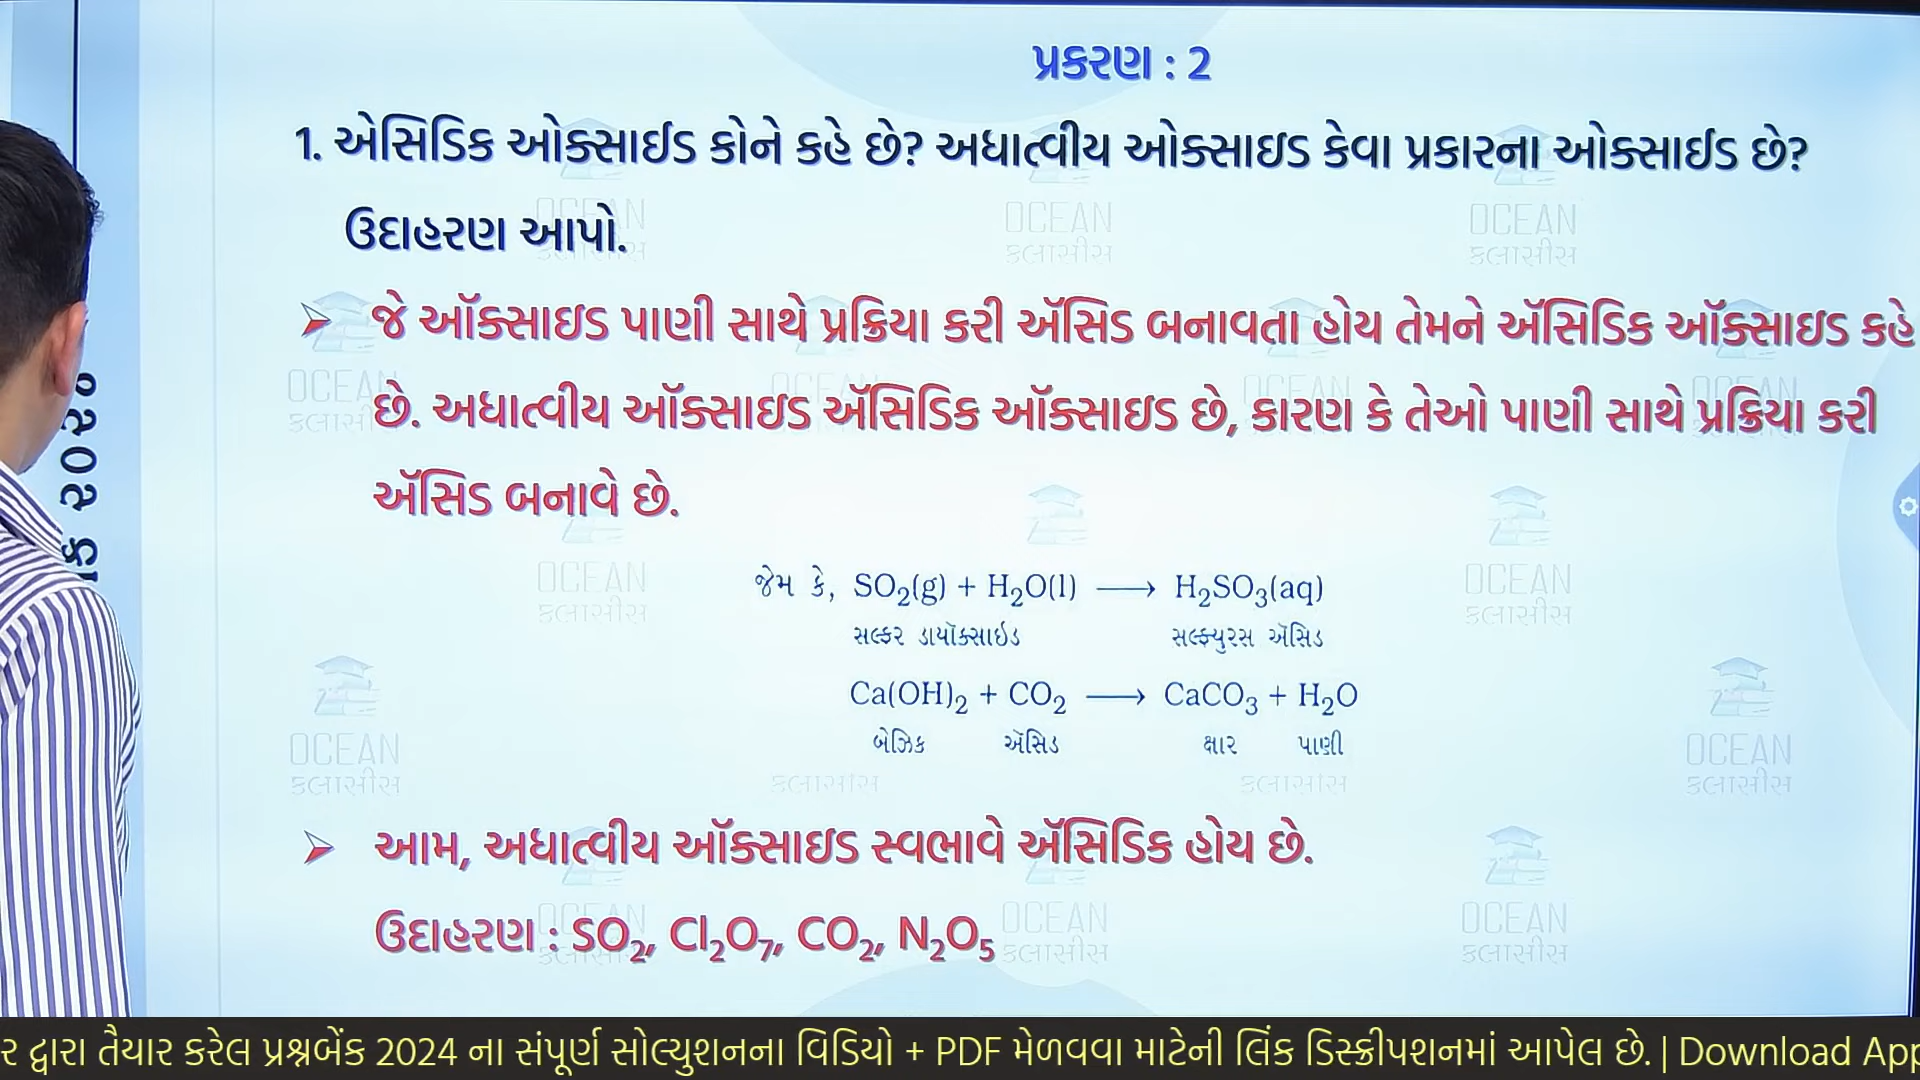 પ્રકરણ : 2
1. એસિડિક ઓક્સાઈડ કોને કહે છે? અધાત્વીય ઓક્સાઇડ કેવા પ્રકારના ઓક્સાઈડ છે?
ઉદાહરણ આપો.
➢ જે ઑક્સાઇડ પાણી સાથે પ્રક્રિયા કરી ઍસિડ બનાવતા હોય તેમને ઍસિડિક ઑક્સાઇડ કહે
છે. અધાત્વીય ઑક્સાઇડ ઍસિડિક ઑક્સાઇડ છે, કારણ કે તેઓ પાણી સાથે પ્રક્રિયા કરી
ઍસિડ બનાવે છે.
જેમ કે, SO₂(g) + H₂O(l) ⟶ H₂SO₃(aq)
સલ્ફર ડાયૉક્સાઇડ સલ્ફ્યુરસ ઍસિડ
Ca(OH)₂ + CO₂ ⟶ CaCO₃ + H₂O
બેઝિક ઍસિડ ક્ષાર પાણી
➢ આમ, અધાત્વીય ઑક્સાઇડ સ્વભાવે ઍસિડિક હોય છે.
ઉદાહરણ : SO₂, Cl₂O₇, CO₂, N₂O₅
OCEAN
કલાસીસ
ર દ્વારા તૈયાર કરેલ પ્રશ્નબેંક 2024 ના સંપૂર્ણ સોલ્યુશનના વિડિયો + PDF મેળવવા માટેની લિંક ડિસ્ક્રીપશનમાં આપેલ છે. | Download App